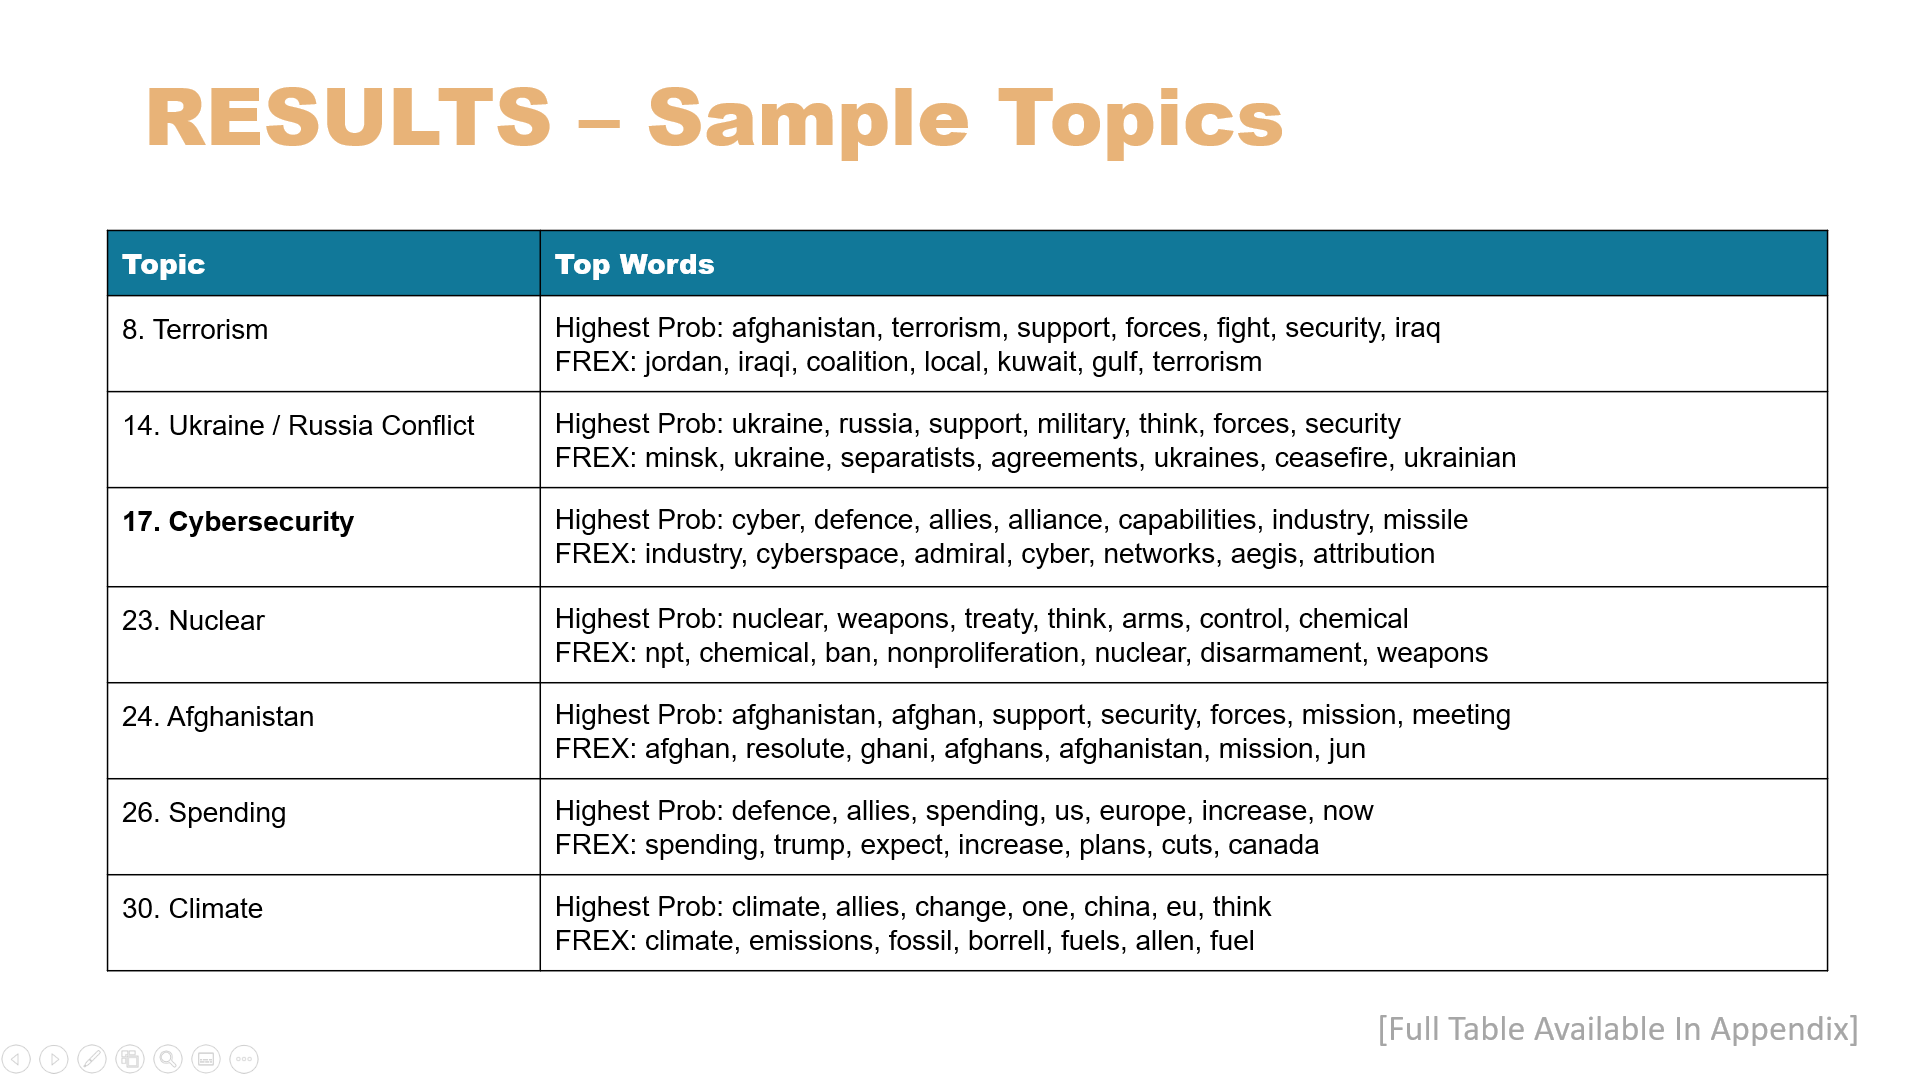 RESULTS – Sample Topics
Topic
Top Words
8. Terrorism
Highest Prob: afghanistan, terrorism, support, forces, fight, security, iraq
FREX: jordan, iraqi, coalition, local, kuwait, gulf, terrorism
14. Ukraine / Russia Conflict
Highest Prob: ukraine, russia, support, military, think, forces, security
FREX: minsk, ukraine, separatists, agreements, ukraines, ceasefire, ukrainian
17. Cybersecurity
Highest Prob: cyber, defence, allies, alliance, capabilities, industry, missile
FREX: industry, cyberspace, admiral, cyber, networks, aegis, attribution
23. Nuclear
Highest Prob: nuclear, weapons, treaty, think, arms, control, chemical
FREX: npt, chemical, ban, nonproliferation, nuclear, disarmament, weapons
24. Afghanistan
Highest Prob: afghanistan, afghan, support, security, forces, mission, meeting
FREX: afghan, resolute, ghani, afghans, afghanistan, mission, jun
26. Spending
Highest Prob: defence, allies, spending, us, europe, increase, now
FREX: spending, trump, expect, increase, plans, cuts, canada
30. Climate
Highest Prob: climate, allies, change, one, china, eu, think
FREX: climate, emissions, fossil, borrell, fuels, allen, fuel
[Full Table Available In Appendix]